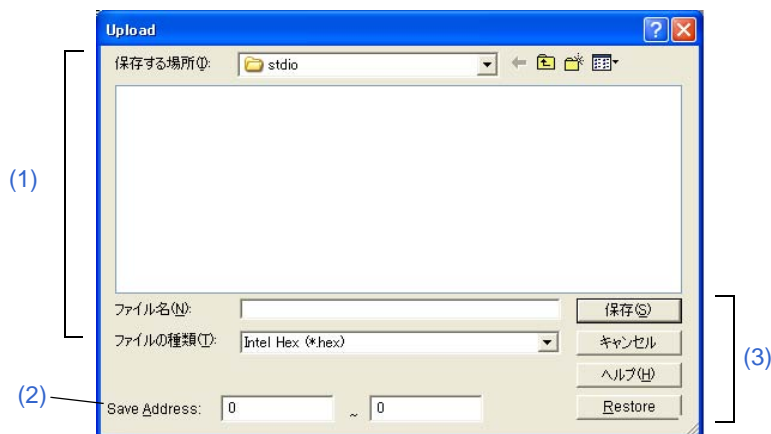 Upload
保存する場所(I):
stdio
(1)
ファイル名(N):
保存(S)
ファイルの種類(T):
Intel Hex (*.hex)
キャンセル
(3)
ヘルプ(H)
(2)
Save Address:
0
~
0
Restore